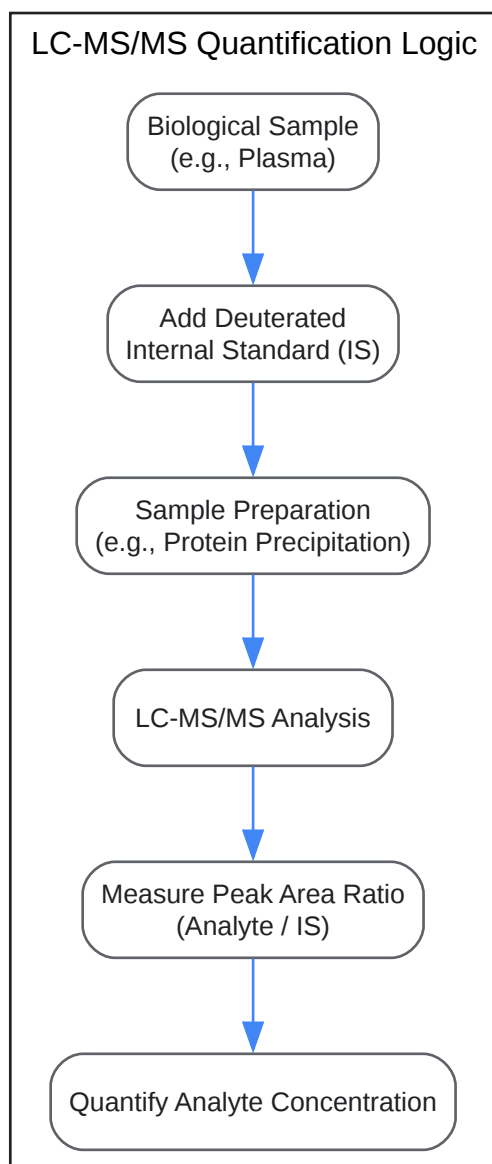 LC-MS/MS Quantification Logic
Biological Sample
(e.g., Plasma)
Add Deuterated
Internal Standard (IS)
Sample Preparation
(e.g., Protein Precipitation)
LC-MS/MS Analysis
Measure Peak Area Ratio
(Analyte / IS)
Quantify Analyte Concentration